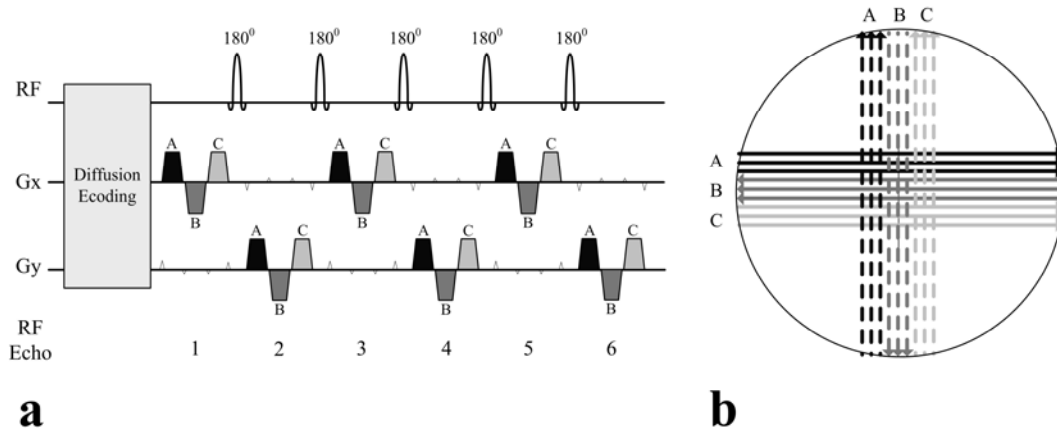 180⁰ 180⁰ 180⁰ 180⁰ 180⁰
RF
Diffusion
Ecoding
A C A C A C
Gx
B B B
A C A C A C
Gy
B B B
RF
Echo
1 2 3 4 5 6
a
A B C
A
B
C
b